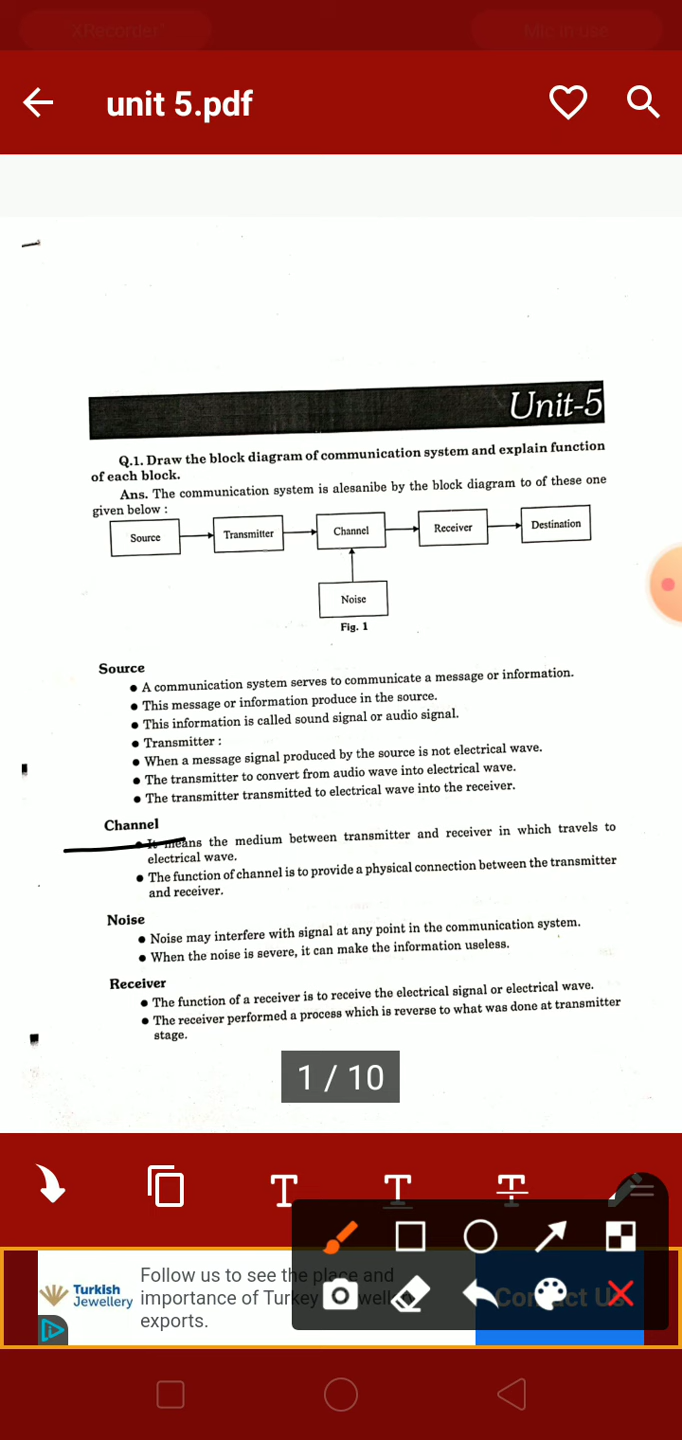 XRecorder
Mic in use
unit 5.pdf
Unit-5
Q.1. Draw the block diagram of communication system and explain function
of each block.
Ans. The communication system is alesanibe by the block diagram to of these one
given below :
Source
Transmitter
Channel
Receiver
Destination
Noise
Fig. 1
Source
● A communication system serves to communicate a message or information.
● This message or information produce in the source.
● This information is called sound signal or audio signal.
● Transmitter :
● When a message signal produced by the source is not electrical wave.
● The transmitter to convert from audio wave into electrical wave.
● The transmitter transmitted to electrical wave into the receiver.
Channel
● It means the medium between transmitter and receiver in which travels to
electrical wave.
● The function of channel is to provide a physical connection between the transmitter
and receiver.
Noise
● Noise may interfere with signal at any point in the communication system.
● When the noise is severe, it can make the information useless.
Receiver
● The function of a receiver is to receive the electrical signal or electrical wave.
● The receiver performed a process which is reverse to what was done at transmitter
stage.
1 / 10
T T T
Turkish
Jewellery
Follow us to see the place and
importance of Turkey Jewell
exports.
Contact Us